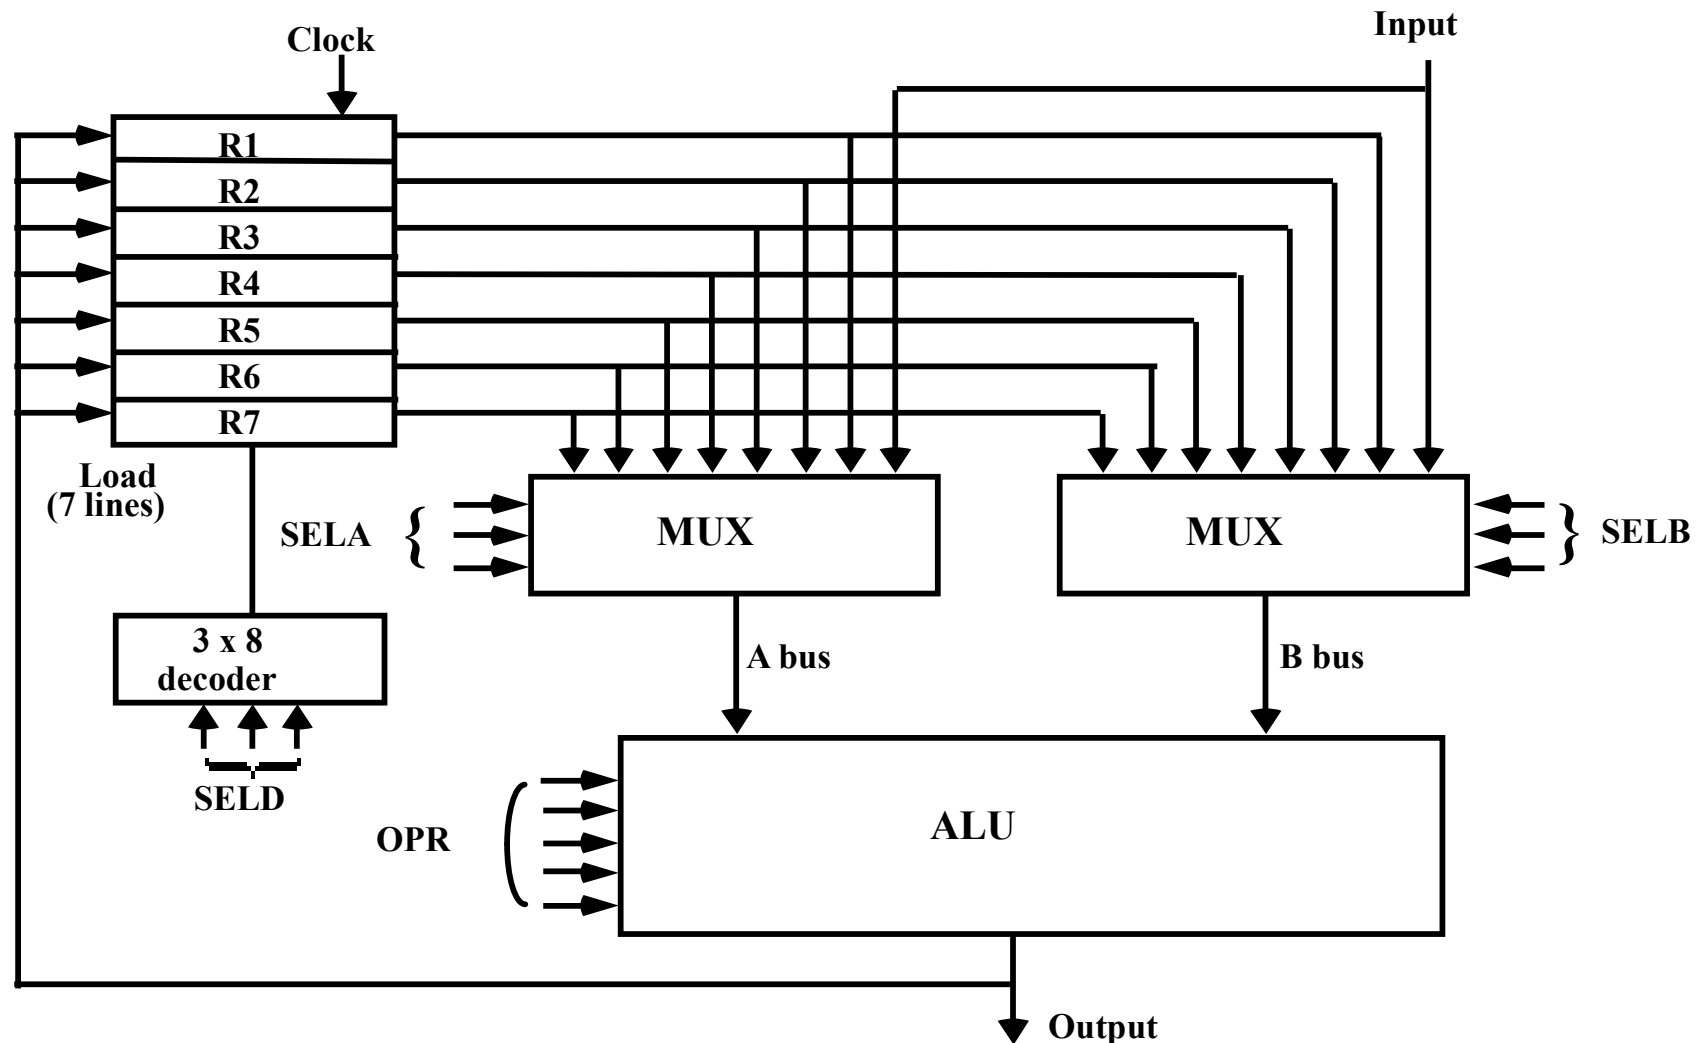 Clock
Input
R1
R2
R3
R4
R5
R6
R7
Load
(7 lines)
SELA {
MUX
MUX
} SELB
3 x 8
decoder
A bus
B bus
SELD
OPR
ALU
Output